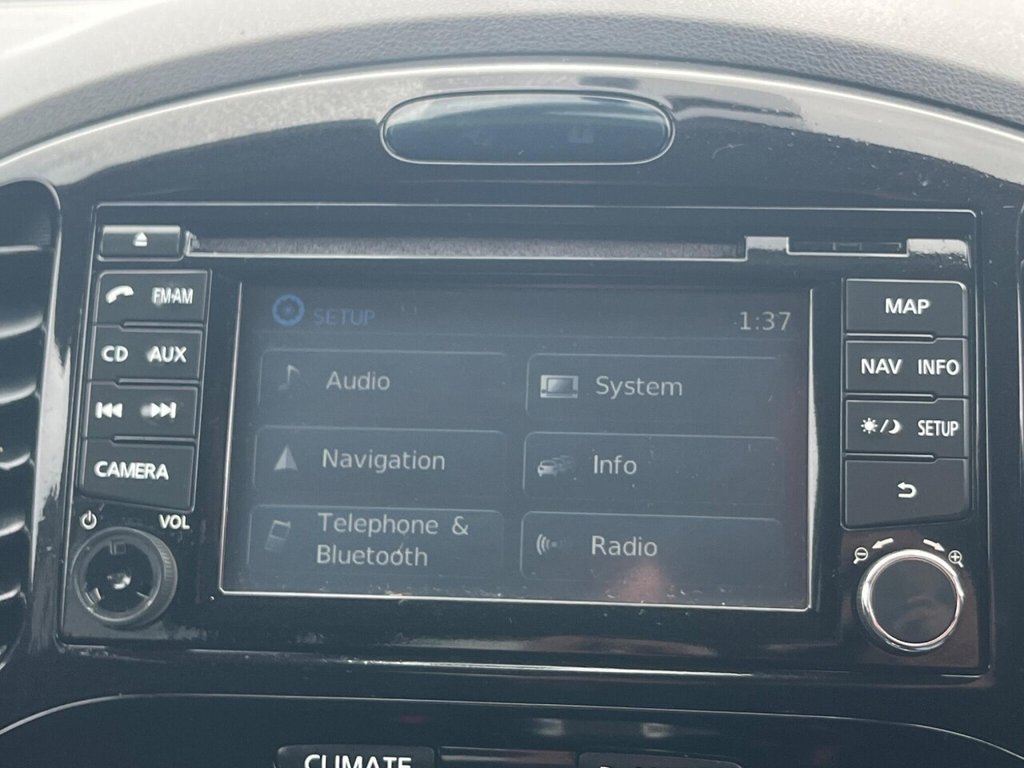 FM·AM
CD AUX
CAMERA
VOL
SETUP
1:37
Audio
System
Navigation
Info
Telephone &
Bluetooth
Radio
MAP
NAV INFO
SETUP
CLIMATE